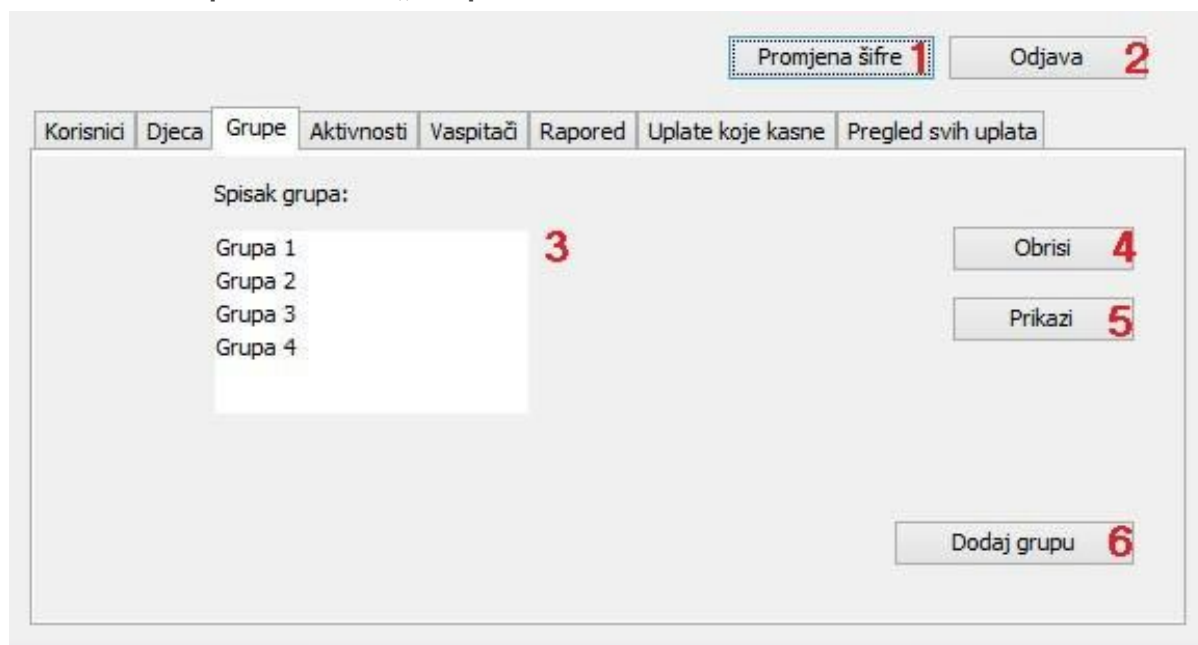 Promjena šifre 1 Odjava 2
Korisnici Djeca Grupe Aktivnosti Vaspitači Rapored Uplate koje kasne Pregled svih uplata
Spisak grupa:
Grupa 1 3 Obrisi 4
Grupa 2
Grupa 3 Prikazi 5
Grupa 4
Dodaj grupu 6